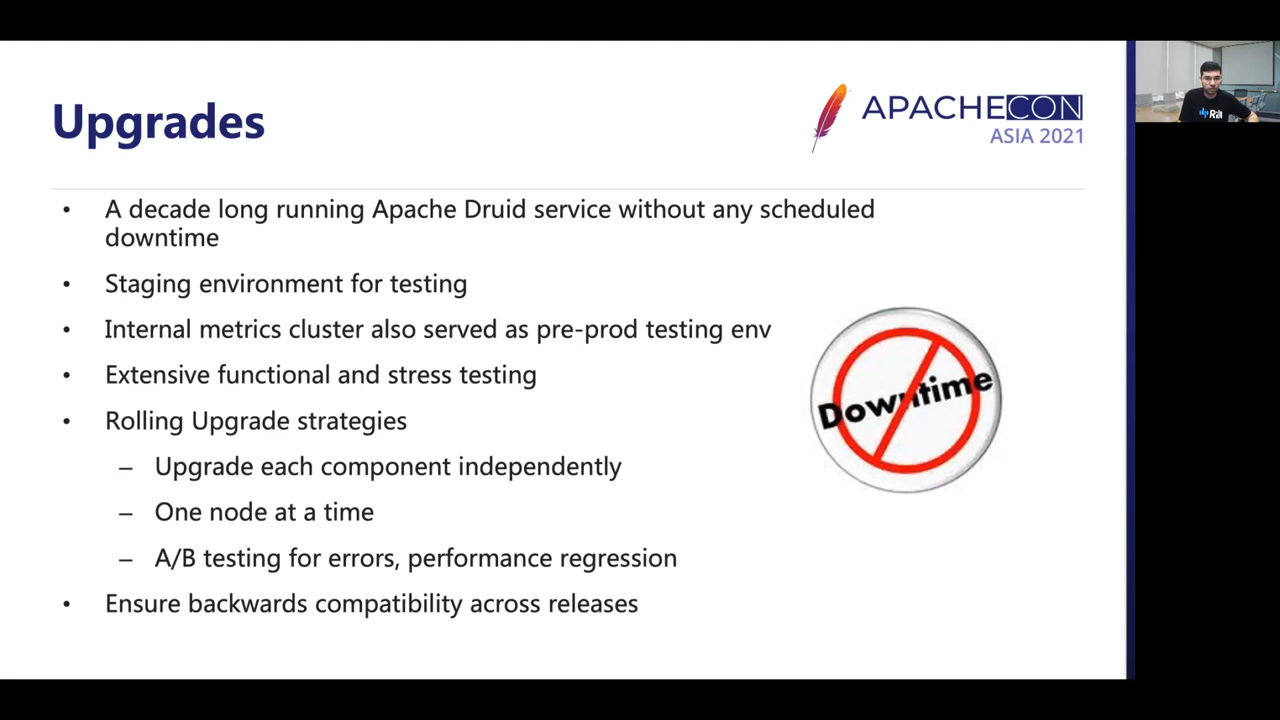 Upgrades
APACHECON
ASIA 2021
• A decade long running Apache Druid service without any scheduled
downtime
• Staging environment for testing
• Internal metrics cluster also served as pre-prod testing env
• Extensive functional and stress testing
• Rolling Upgrade strategies
– Upgrade each component independently
– One node at a time
– A/B testing for errors, performance regression
• Ensure backwards compatibility across releases
Downtime
Rill